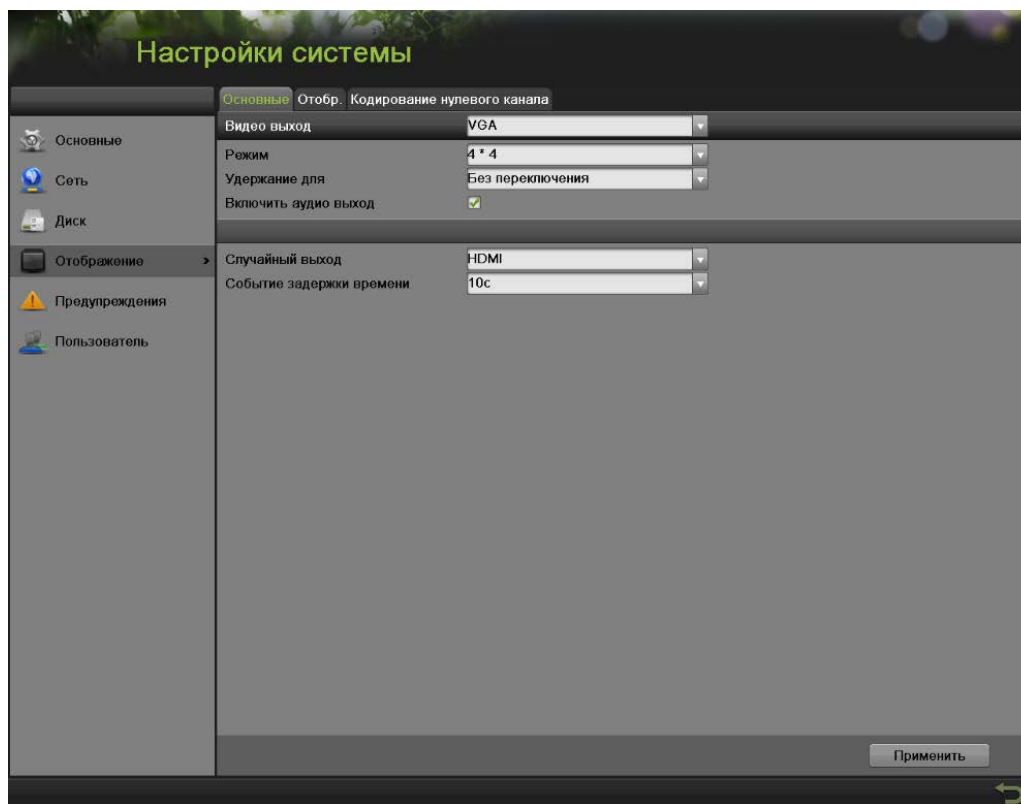 Настройки системы
Основные Отобр. Кодирование нулевого канала
Видео выход VGA
Основные
Режим 4 * 4
Сеть
Удержание для Без переключения
Включить аудио выход
Диск
Отображение >
Случайный выход HDMI
Событие задержки времени 10с
Предупреждения
Пользователь
Применить